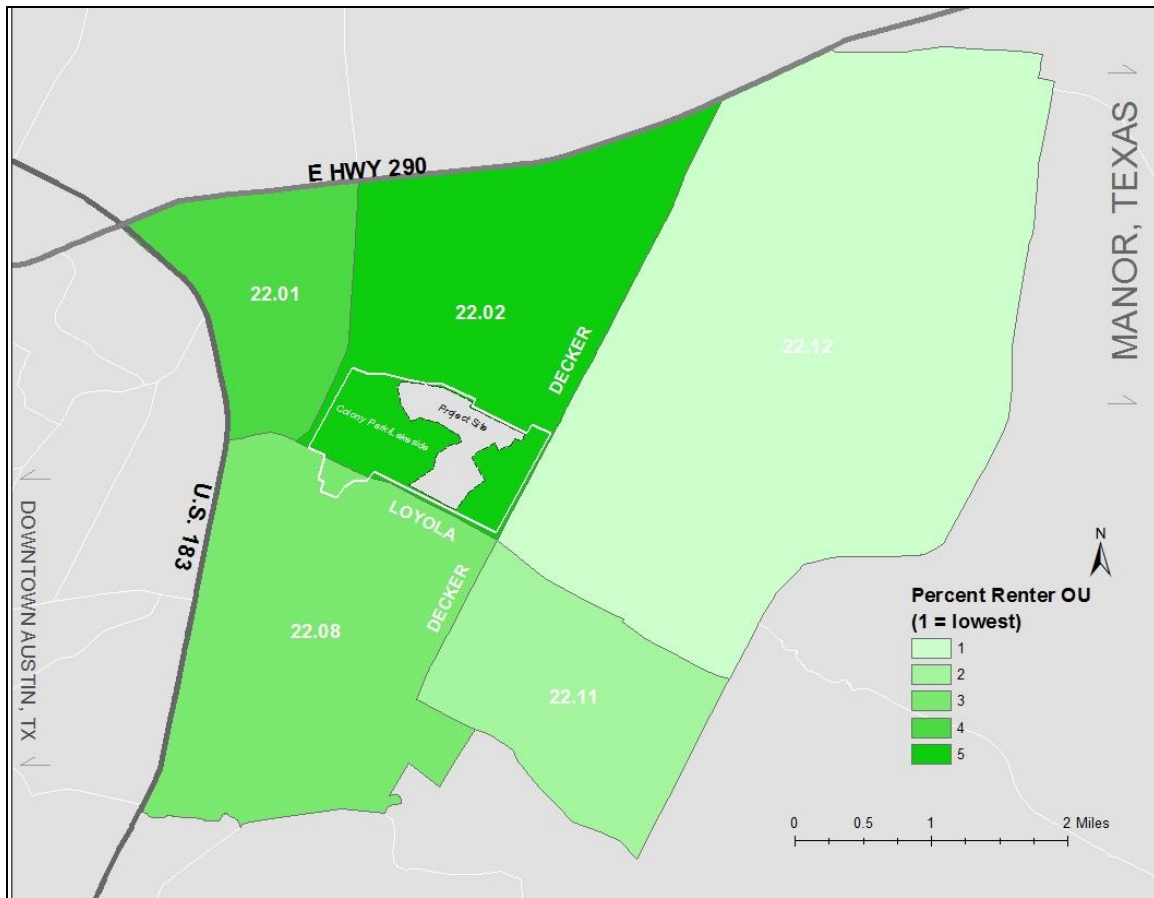 E HWY 290
MANOR, TEXAS
22.01
22.02
22.12
DECKER
Project Site
Colony Park-Lakeside
LOYOLA
U.S. 183
DOWNTOWN AUSTIN, TX
DECKER
22.08
22.11
N
Percent Renter OU
(1 = lowest)
1
2
3
4
5
0 0.5 1 2 Miles